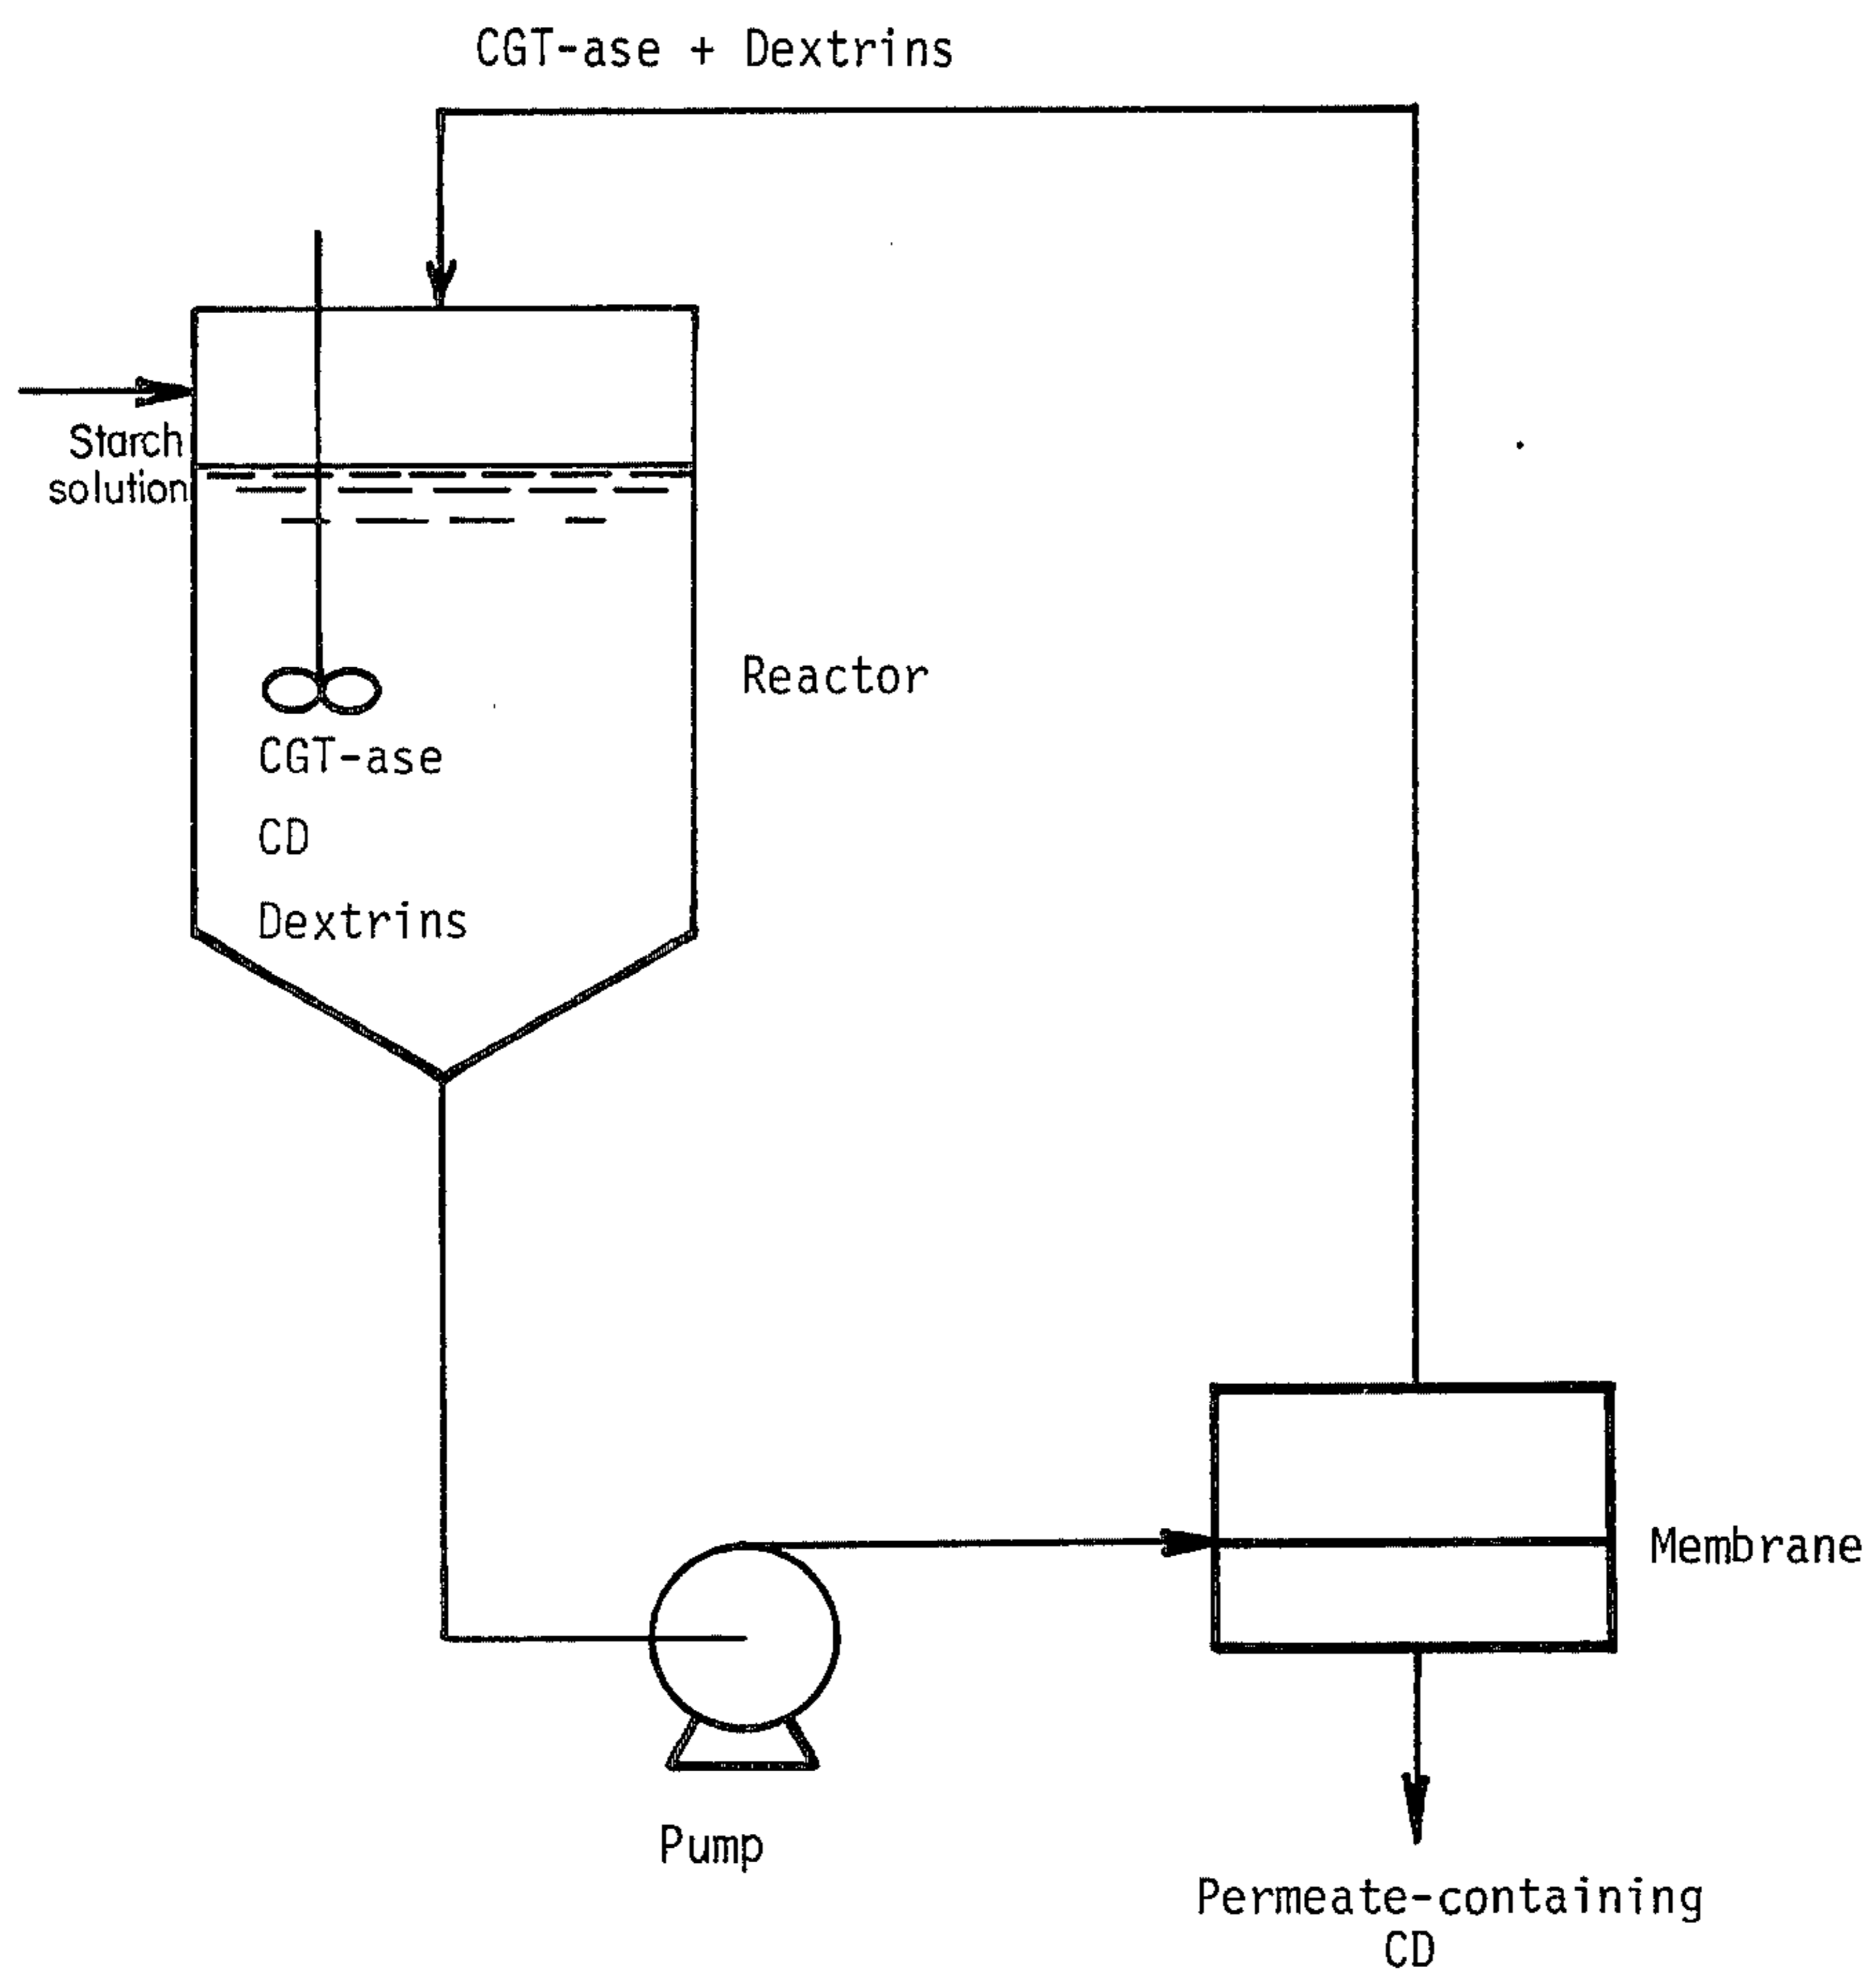 CGT-ase + Dextrins
Starch
solution
Reactor
CGT-ase
CD
Dextrins
Membrane
Pump
Permeate-containing
CD